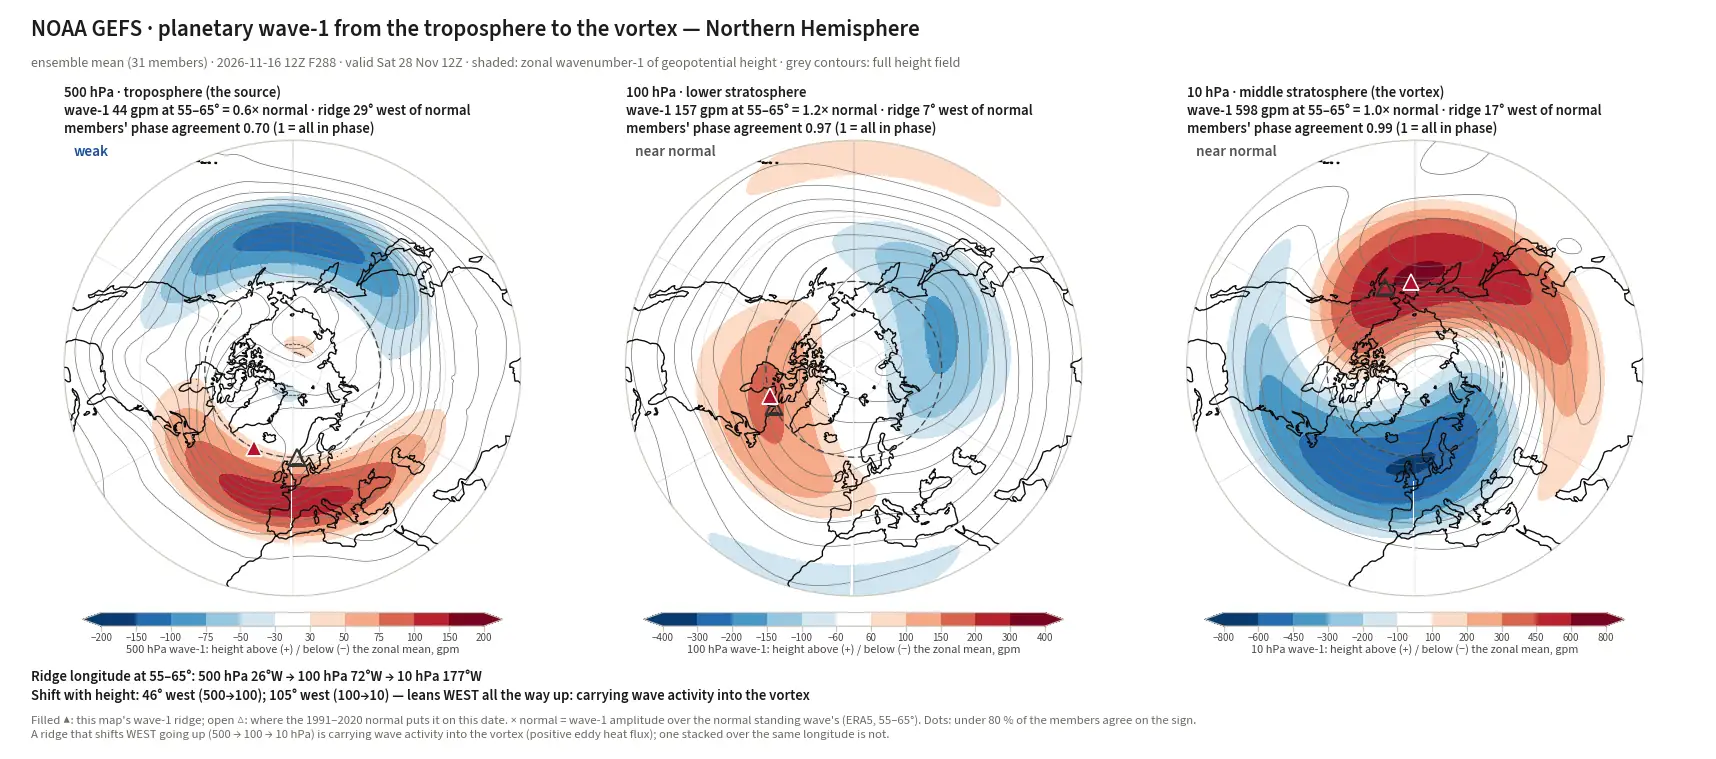 NOAA GEFS · planetary wave-1 from the troposphere to the vortex — Northern Hemisphere
ensemble mean (31 members) · 2026-11-16 12Z F288 · valid Sat 28 Nov 12Z · shaded: zonal wavenumber-1 of geopotential height · grey contours: full height field
500 hPa · troposphere (the source)
wave-1 44 gpm at 55–65° = 0.6× normal · ridge 29° west of normal
members' phase agreement 0.70 (1 = all in phase)
weak
100 hPa · lower stratosphere
wave-1 157 gpm at 55–65° = 1.2× normal · ridge 7° west of normal
members' phase agreement 0.97 (1 = all in phase)
near normal
10 hPa · middle stratosphere (the vortex)
wave-1 598 gpm at 55–65° = 1.0× normal · ridge 17° west of normal
members' phase agreement 0.99 (1 = all in phase)
near normal
−200 −150 −100 −75 −50 −30 30 50 75 100 150 200
500 hPa wave-1: height above (+) / below (−) the zonal mean, gpm
−400 −300 −200 −150 −100 −60 60 100 150 200 300 400
100 hPa wave-1: height above (+) / below (−) the zonal mean, gpm
−800 −600 −450 −300 −200 −100 100 200 300 450 600 800
10 hPa wave-1: height above (+) / below (−) the zonal mean, gpm
Ridge longitude at 55–65°: 500 hPa 26°W → 100 hPa 72°W → 10 hPa 177°W
Shift with height: 46° west (500→100); 105° west (100→10) — leans WEST all the way up: carrying wave activity into the vortex
Filled ▲: this map's wave-1 ridge; open △: where the 1991–2020 normal puts it on this date. × normal = wave-1 amplitude over the normal standing wave's (ERA5, 55–65°). Dots: under 80 % of the members agree on the sign.
A ridge that shifts WEST going up (500 → 100 → 10 hPa) is carrying wave activity into the vortex (positive eddy heat flux); one stacked over the same longitude is not.